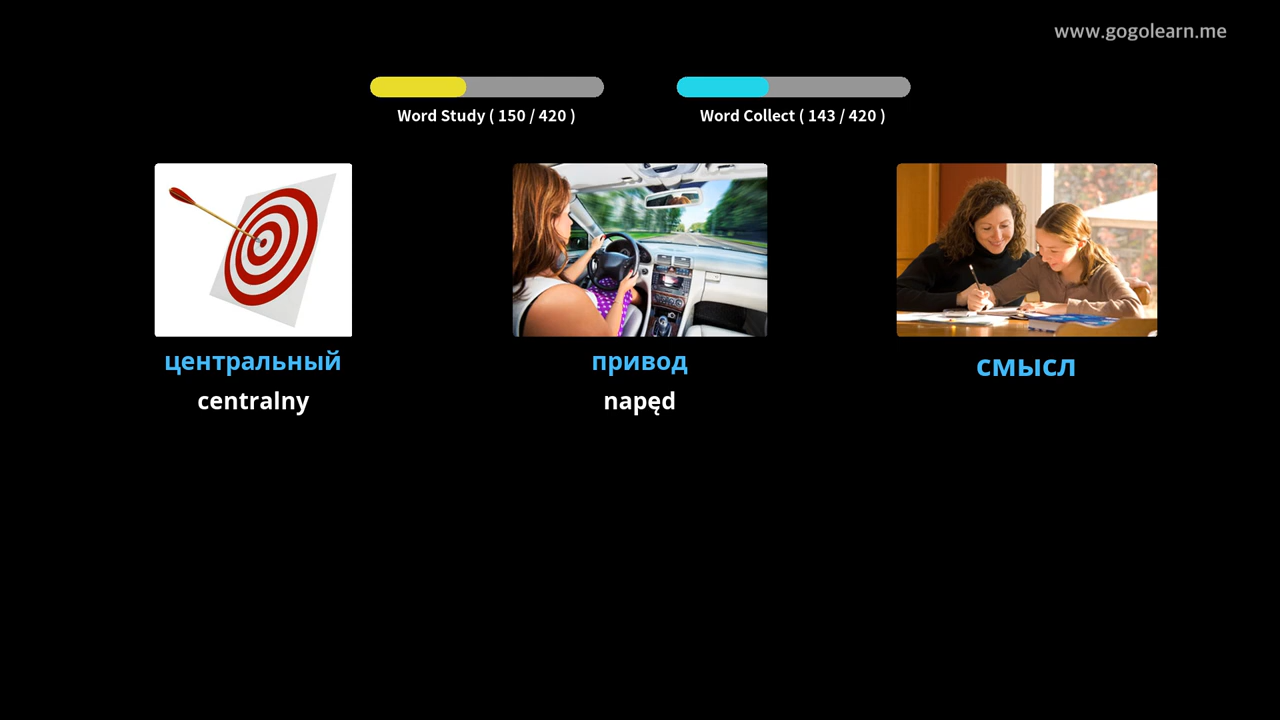 www.gogolearn.me
Word Study ( 150 / 420 )
Word Collect ( 143 / 420 )
центральный
centralny
привод
napęd
смысл